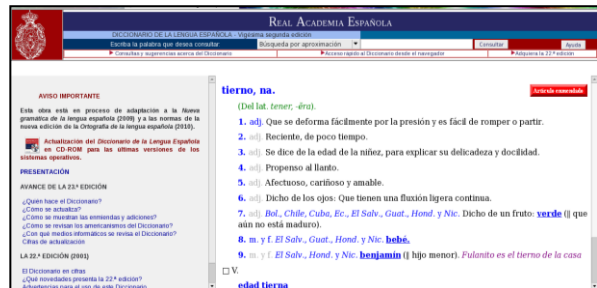 REAL ACADEMIA ESPAÑOLA
DICCIONARIO DE LA LENGUA ESPAÑOLA - Vigésima segunda edición
Escriba la palabra que desea consultar:
Búsqueda por aproximación
Consultar
Ayuda
Consultas y sugerencias acerca del Diccionario
Acceso rápido al Diccionario desde el navegador
Adquiera la 22.ª edición
AVISO IMPORTANTE
Esta obra está en proceso de adaptación a la Nueva
gramática de la lengua española (2009) y a las normas de la
nueva edición de la Ortografía de la lengua española (2010).
Actualización del Diccionario de la Lengua Española
en CD-ROM para las últimas versiones de los
sistemas operativos.
PRESENTACIÓN
AVANCE DE LA 23.ª EDICIÓN
¿Quién hace el Diccionario?
¿Cómo se actualiza?
¿Cómo se muestran las enmiendas y adiciones?
¿Cómo se revisan los americanismos del Diccionario?
¿Con qué medios informáticos se revisa el Diccionario?
Cifras de actualización
LA 22.ª EDICIÓN (2001)
El Diccionario en cifras
¿Qué novedades presenta la 22.ª edición?
Advertencias para el uso de este Diccionario
tierno, na.
Artículo enmendado
(Del lat. tener, -ĕra).
1. adj. Que se deforma fácilmente por la presión y es fácil de romper o partir.
2. adj. Reciente, de poco tiempo.
3. adj. Se dice de la edad de la niñez, para explicar su delicadeza y docilidad.
4. adj. Propenso al llanto.
5. adj. Afectuoso, cariñoso y amable.
6. adj. Dicho de los ojos: Que tienen una fluxión ligera continua.
7. adj. Bol., Chile, Cuba, Ec., El Salv., Guat., Hond. y Nic. Dicho de un fruto: verde (‖ que
aún no está maduro).
8. m. y f. El Salv., Guat., Hond. y Nic. bebé.
9. m. y f. El Salv., Hond. y Nic. benjamín (‖ hijo menor). Fulanito es el tierno de la casa
□ V.
edad tierna